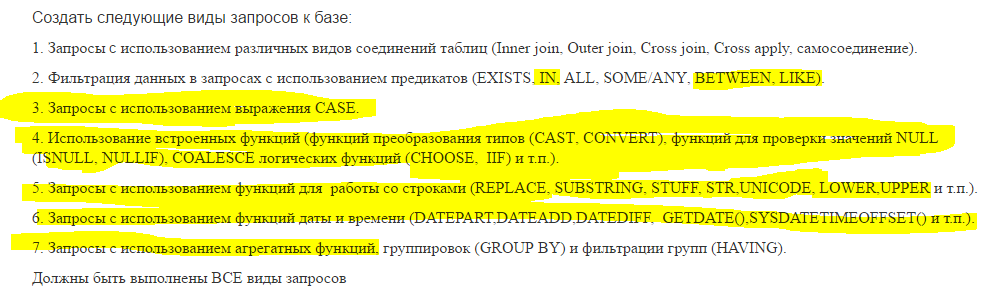 Создать следующие виды запросов к базе:
1. Запросы с использованием различных видов соединений таблиц (Inner join, Outer join, Cross join, Cross apply, самосоединение).
2. Фильтрация данных в запросах с использованием предикатов (EXISTS, IN, ALL, SOME/ANY, BETWEEN, LIKE).
3. Запросы с использованием выражения CASE.
4. Использование встроенных функций (функций преобразования типов (CAST, CONVERT), функций для проверки значений NULL
(ISNULL, NULLIF), COALESCE логических функций (CHOOSE, IIF) и т.п.).
5. Запросы с использованием функций для работы со строками (REPLACE, SUBSTRING, STUFF, STR,UNICODE, LOWER,UPPER и т.п.).
6. Запросы с использованием функций даты и времени (DATEPART,DATEADD,DATEDIFF, GETDATE(),SYSDATETIMEOFFSET() и т.п.).
7. Запросы с использованием агрегатных функций, группировок (GROUP BY) и фильтрации групп (HAVING).
Должны быть выполнены ВСЕ виды запросов